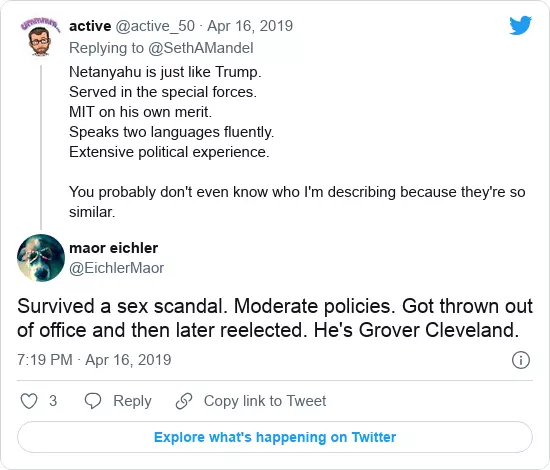 active @active_50 · Apr 16, 2019
Replying to @SethAMandel
Netanyahu is just like Trump.
Served in the special forces.
MIT on his own merit.
Speaks two languages fluently.
Extensive political experience.
You probably don't even know who I'm describing because they're so
similar.
maor eichler
@EichlerMaor
Survived a sex scandal. Moderate policies. Got thrown out
of office and then later reelected. He's Grover Cleveland.
7:19 PM · Apr 16, 2019
3 Reply Copy link to Tweet
Explore what's happening on Twitter